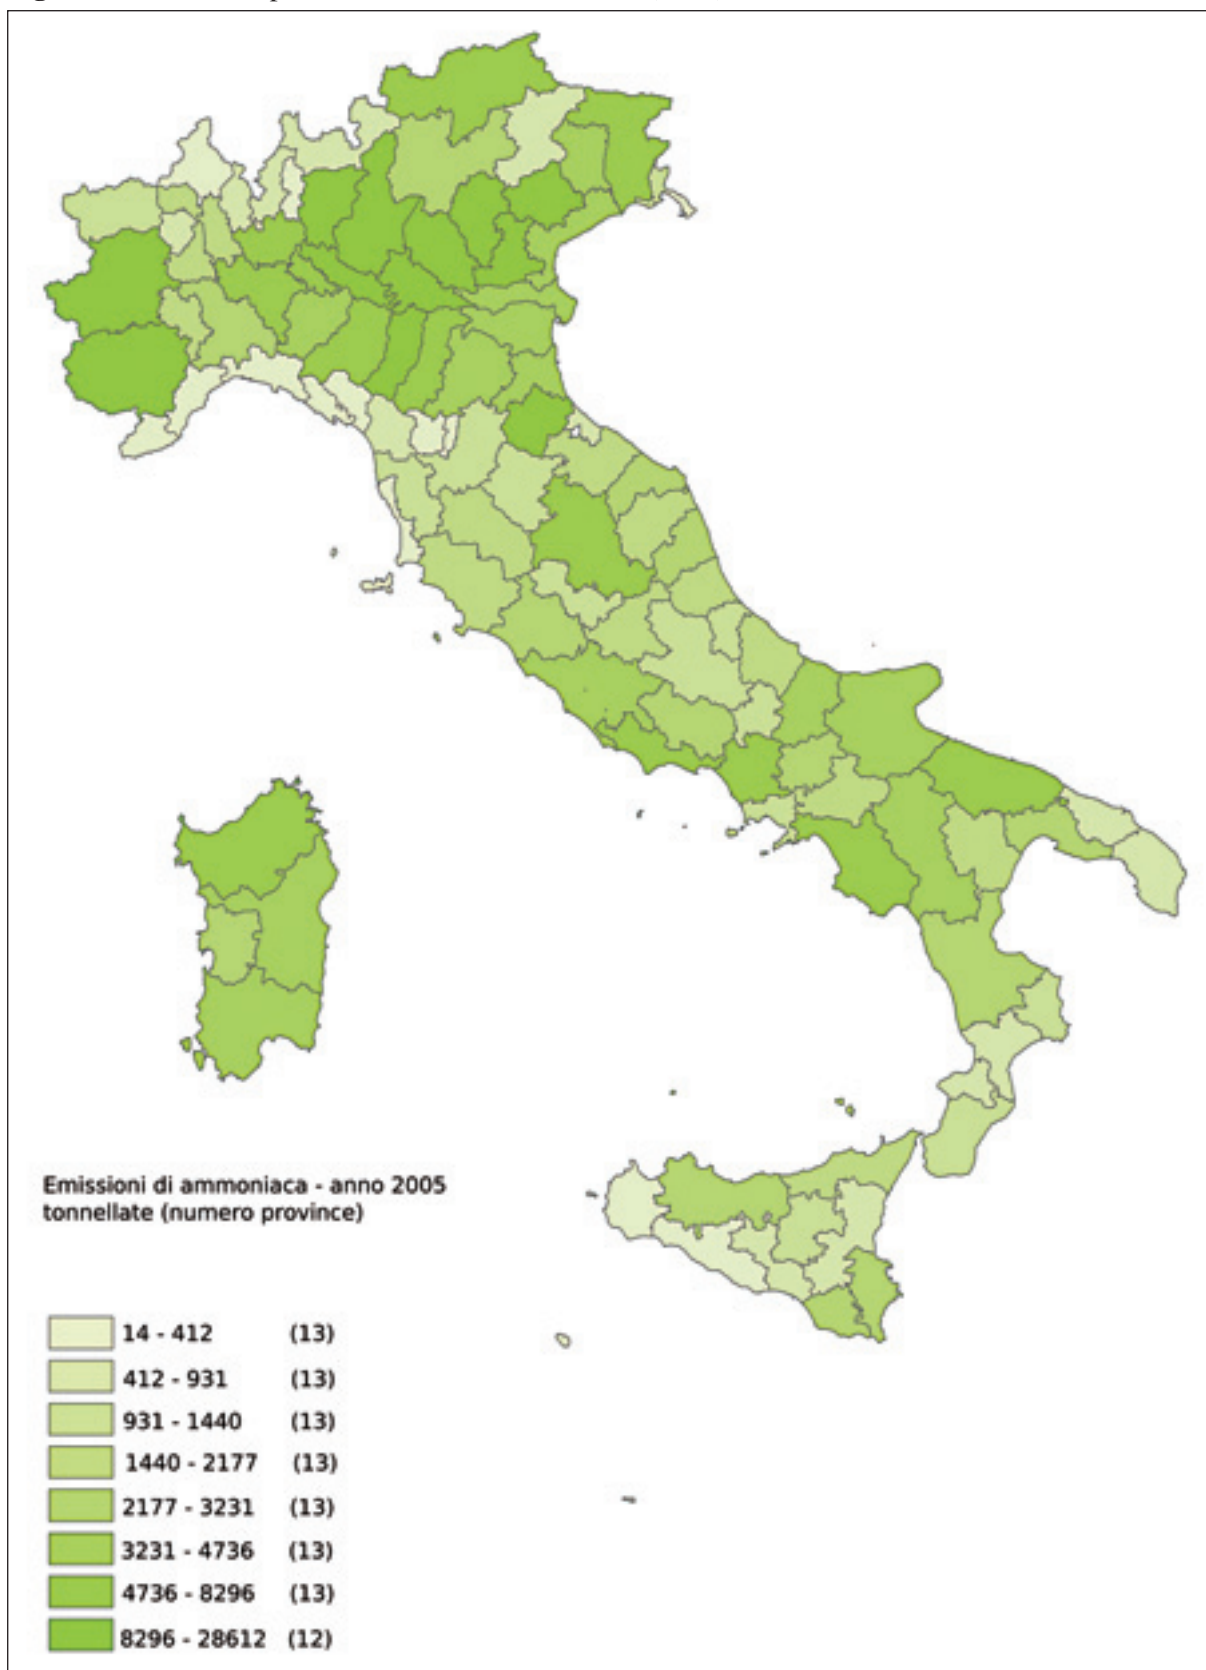 Emissioni di ammoniaca - anno 2005
tonnellate (numero province)
14 - 412 (13)
412 - 931 (13)
931 - 1440 (13)
1440 - 2177 (13)
2177 - 3231 (13)
3231 - 4736 (13)
4736 - 8296 (13)
8296 - 28612 (12)